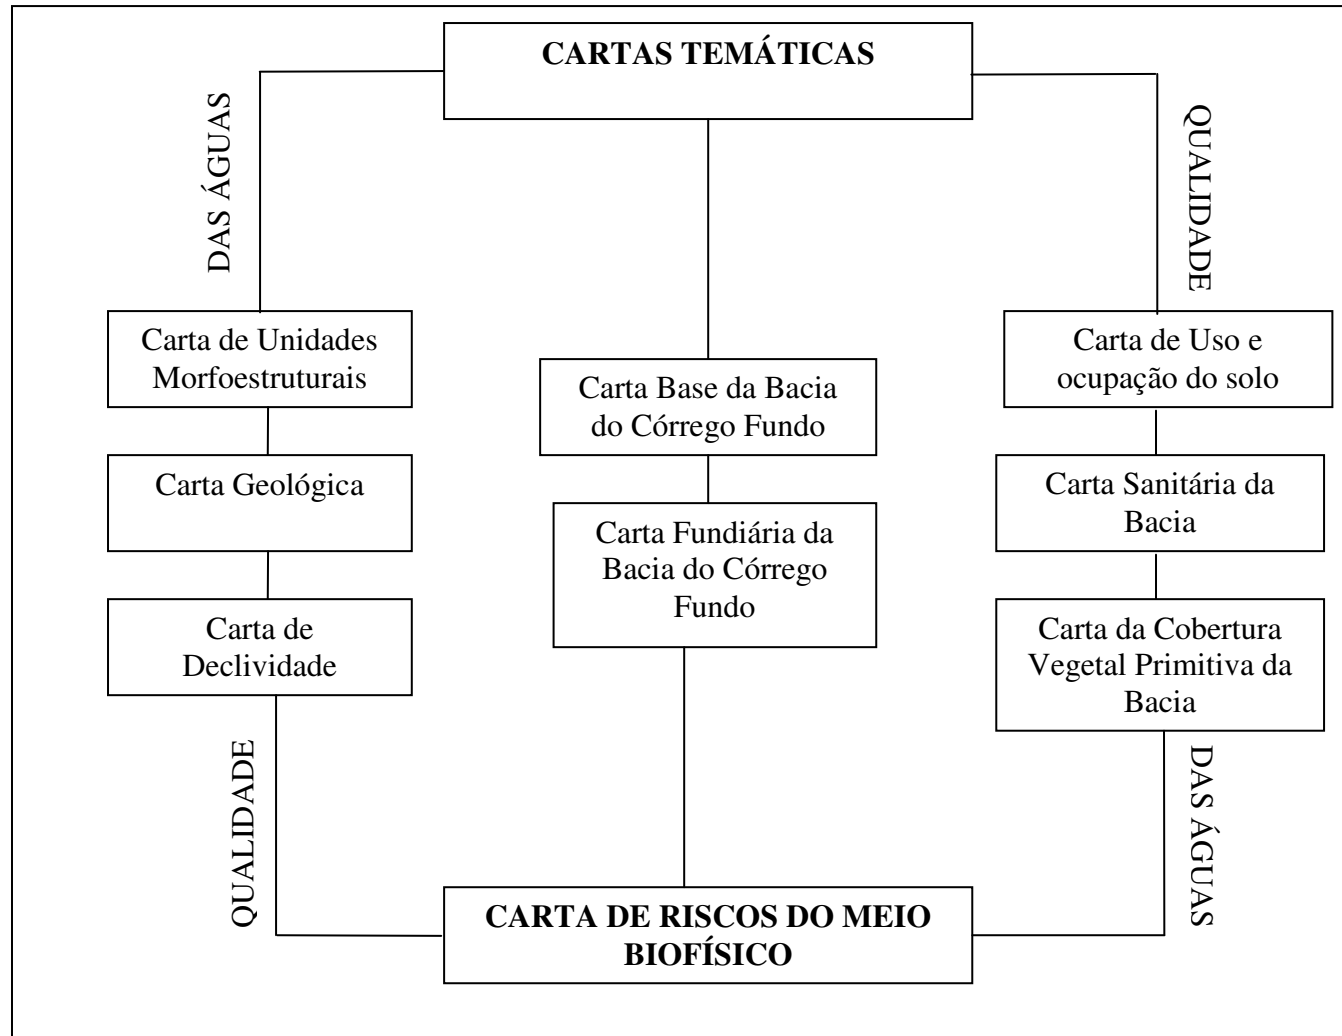 CARTAS TEMÁTICAS
DAS ÁGUAS
QUALIDADE
Carta de Unidades
Morfoestruturais
Carta Geológica
Carta de
Declividade
Carta Base da Bacia
do Córrego Fundo
Carta Fundiária da
Bacia do Córrego
Fundo
Carta de Uso e
ocupação do solo
Carta Sanitária da
Bacia
Carta da Cobertura
Vegetal Primitiva da
Bacia
QUALIDADE
DAS ÁGUAS
CARTA DE RISCOS DO MEIO
BIOFÍSICO